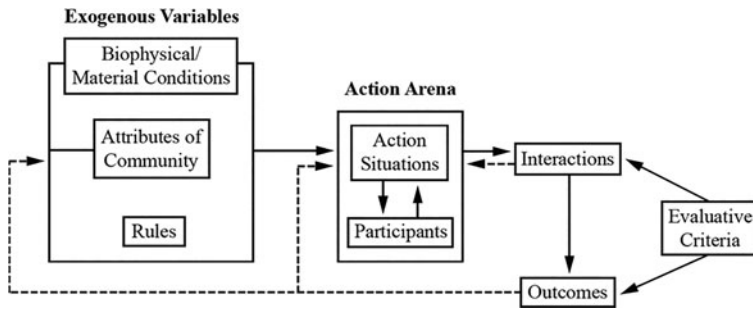 Exogenous Variables
Biophysical/
Material Conditions
Attributes of
Community
Rules
Action Arena
Action
Situations
Participants
Interactions
Evaluative
Criteria
Outcomes